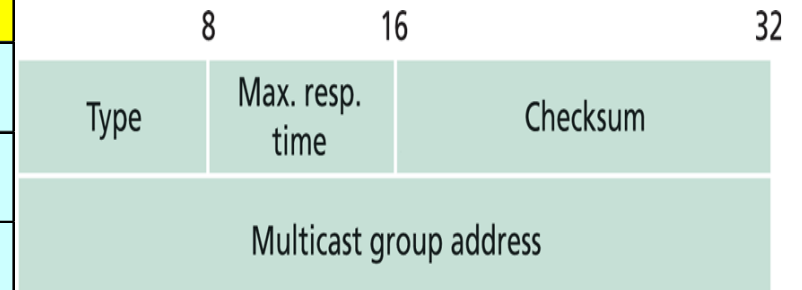 8 16 32
Type
Max. resp.
time
Checksum
Multicast group address